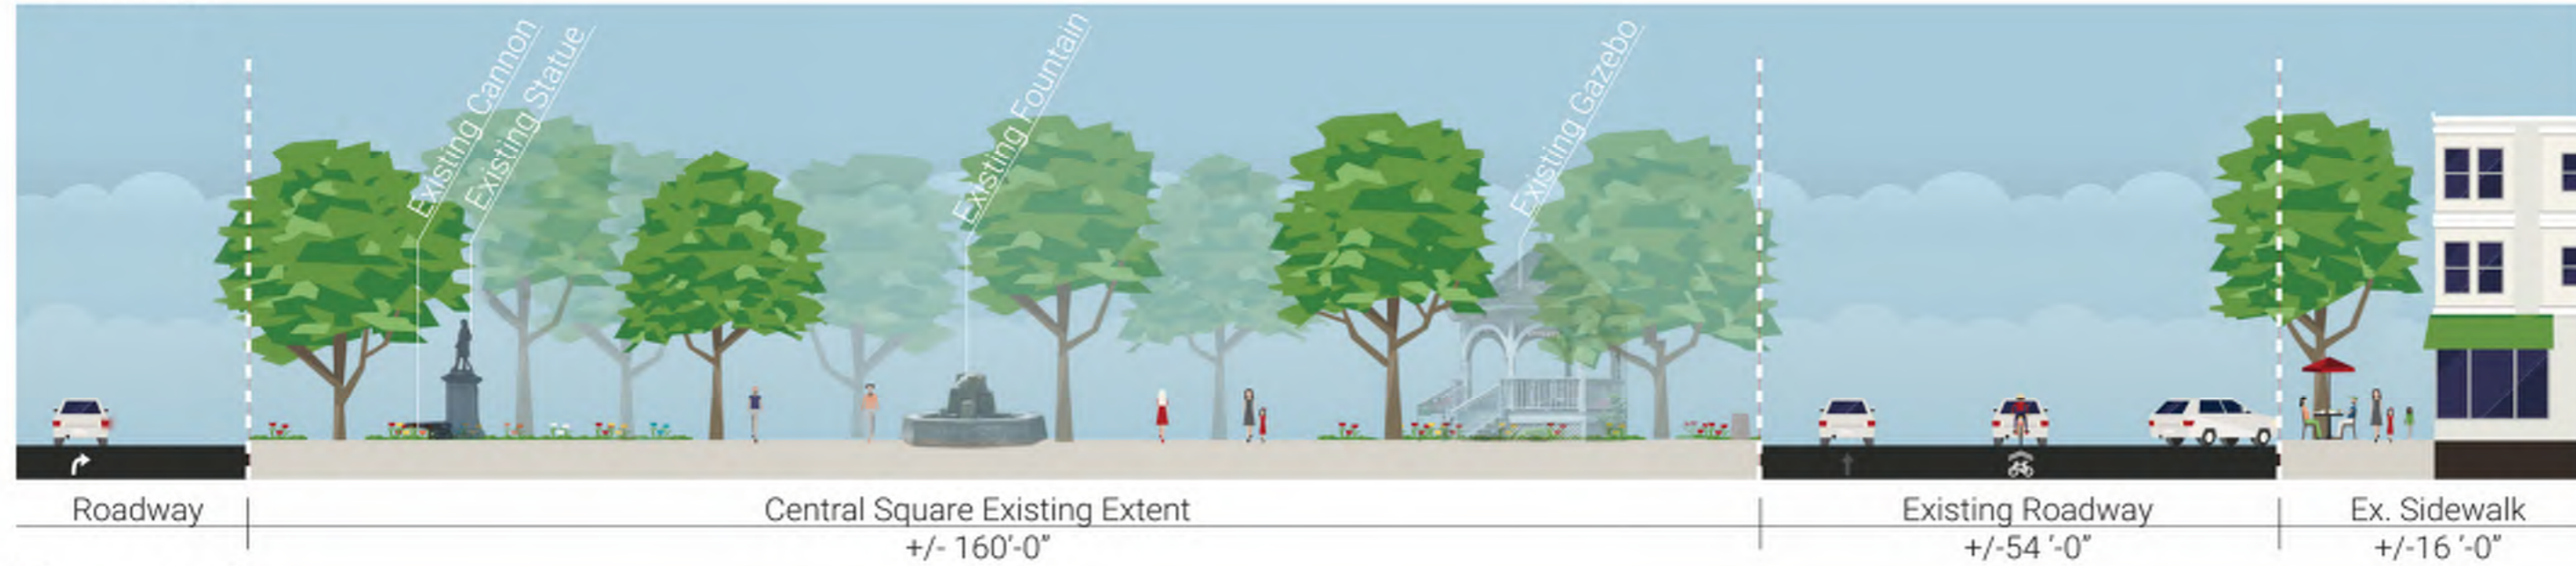 Existing Cannon
Existing Statue
Existing Fountain
Existing Gazebo
Roadway
Central Square Existing Extent
+/- 160'-0"
Existing Roadway
+/-54 '-0"
Ex. Sidewalk
+/-16 '-0"